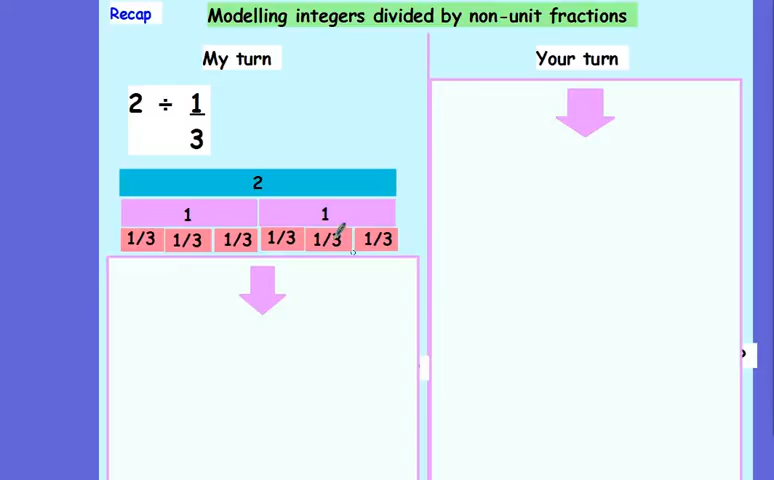 Recap
Modelling integers divided by non-unit fractions
My turn
2 ÷ 1
3
2
1 1
1/3 1/3 1/3 1/3 1/3 1/3
Your turn